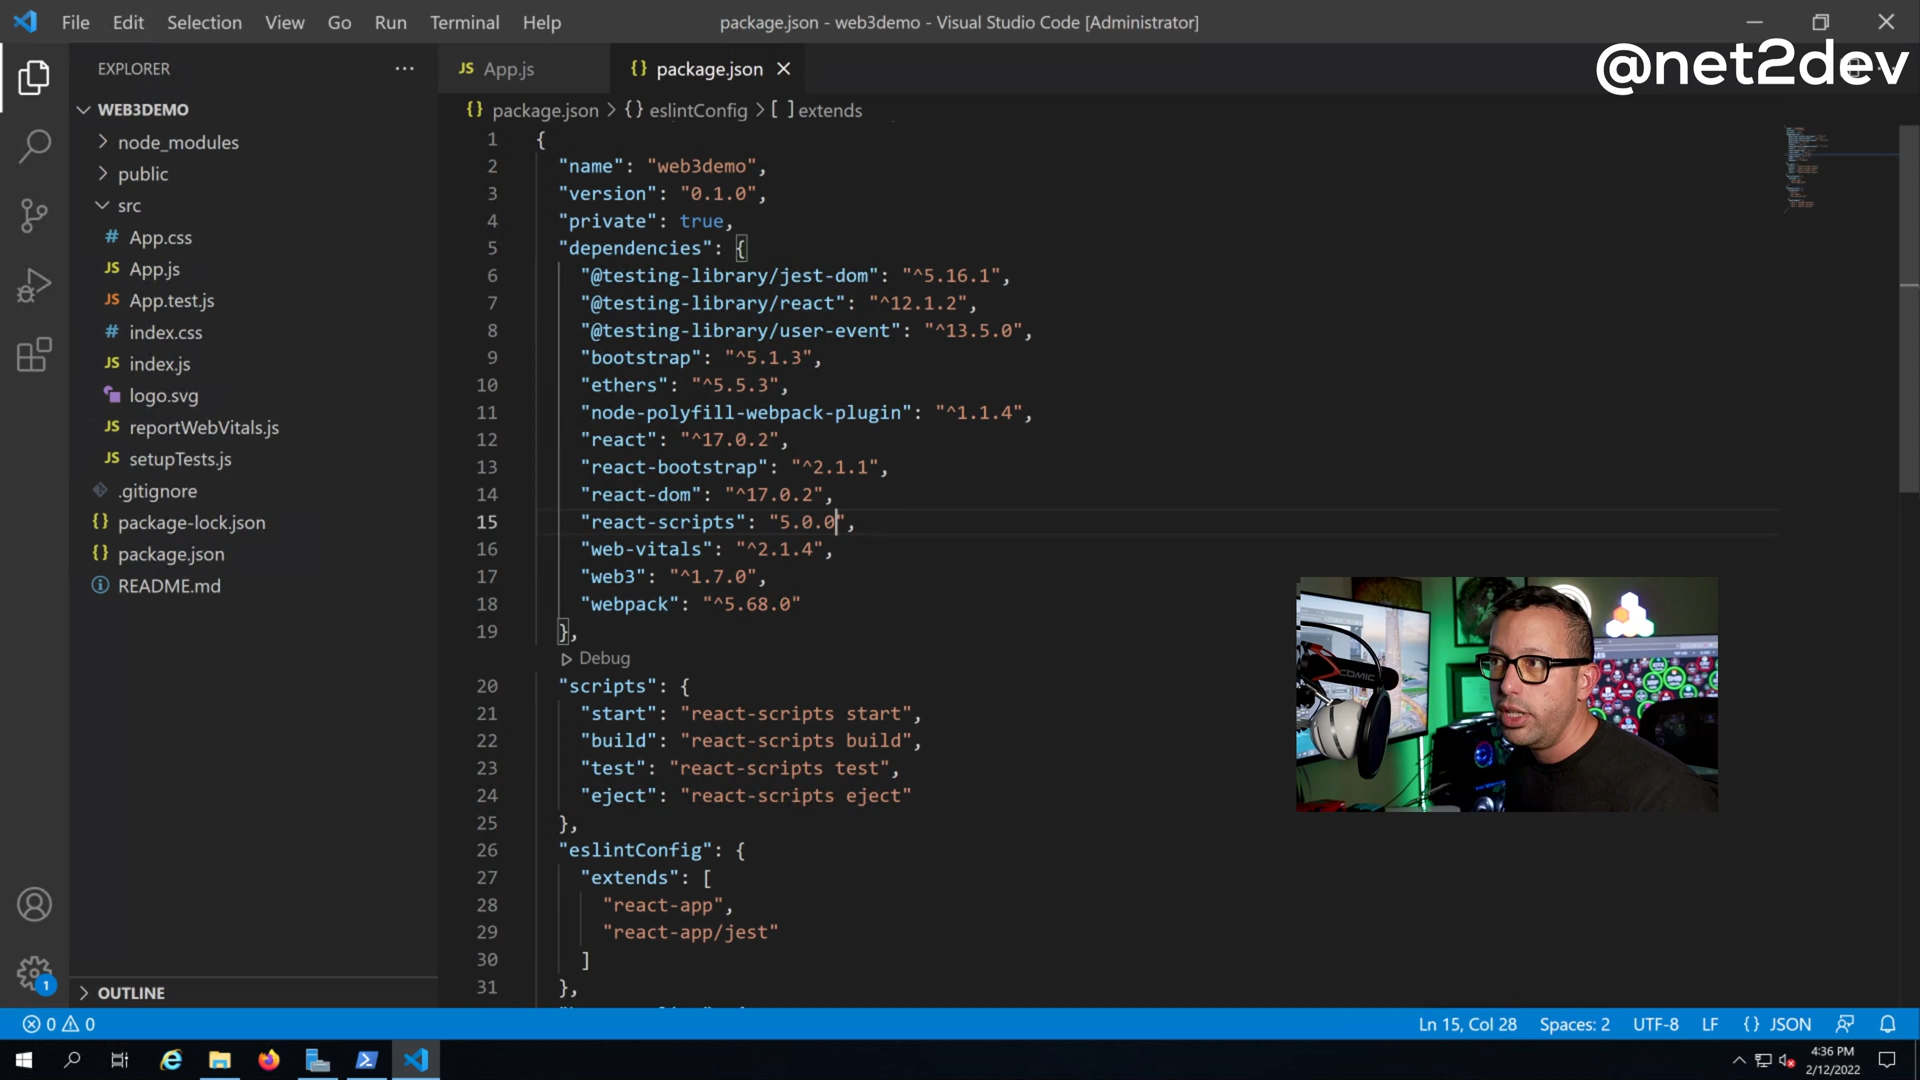 File Edit Selection View Go Run Terminal Help
package.json - web3demo - Visual Studio Code [Administrator]
@net2dev
EXPLORER
JS App.js
{} package.json
{} package.json > {} eslintConfig > [ ] extends
WEB3DEMO
node_modules
public
src
# App.css
JS App.js
JS App.test.js
# index.css
JS index.js
logo.svg
JS reportWebVitals.js
JS setupTests.js
.gitignore
{} package-lock.json
{} package.json
README.md
OUTLINE
1 {
2 "name": "web3demo",
3 "version": "0.1.0",
4 "private": true,
5 "dependencies": {
6 "@testing-library/jest-dom": "^5.16.1",
7 "@testing-library/react": "^12.1.2",
8 "@testing-library/user-event": "^13.5.0",
9 "bootstrap": "^5.1.3",
10 "ethers": "^5.5.3",
11 "node-polyfill-webpack-plugin": "^1.1.4",
12 "react": "^17.0.2",
13 "react-bootstrap": "^2.1.1",
14 "react-dom": "^17.0.2",
15 "react-scripts": "5.0.0",
16 "web-vitals": "^2.1.4",
17 "web3": "^1.7.0",
18 "webpack": "^5.68.0"
19 },
Debug
20 "scripts": {
21 "start": "react-scripts start",
22 "build": "react-scripts build",
23 "test": "react-scripts test",
24 "eject": "react-scripts eject"
25 },
26 "eslintConfig": {
27 "extends": [
28 "react-app",
29 "react-app/jest"
30 ]
31 },
1
0 0
Ln 15, Col 28 Spaces: 2 UTF-8 LF {} JSON
4:36 PM
2/12/2022